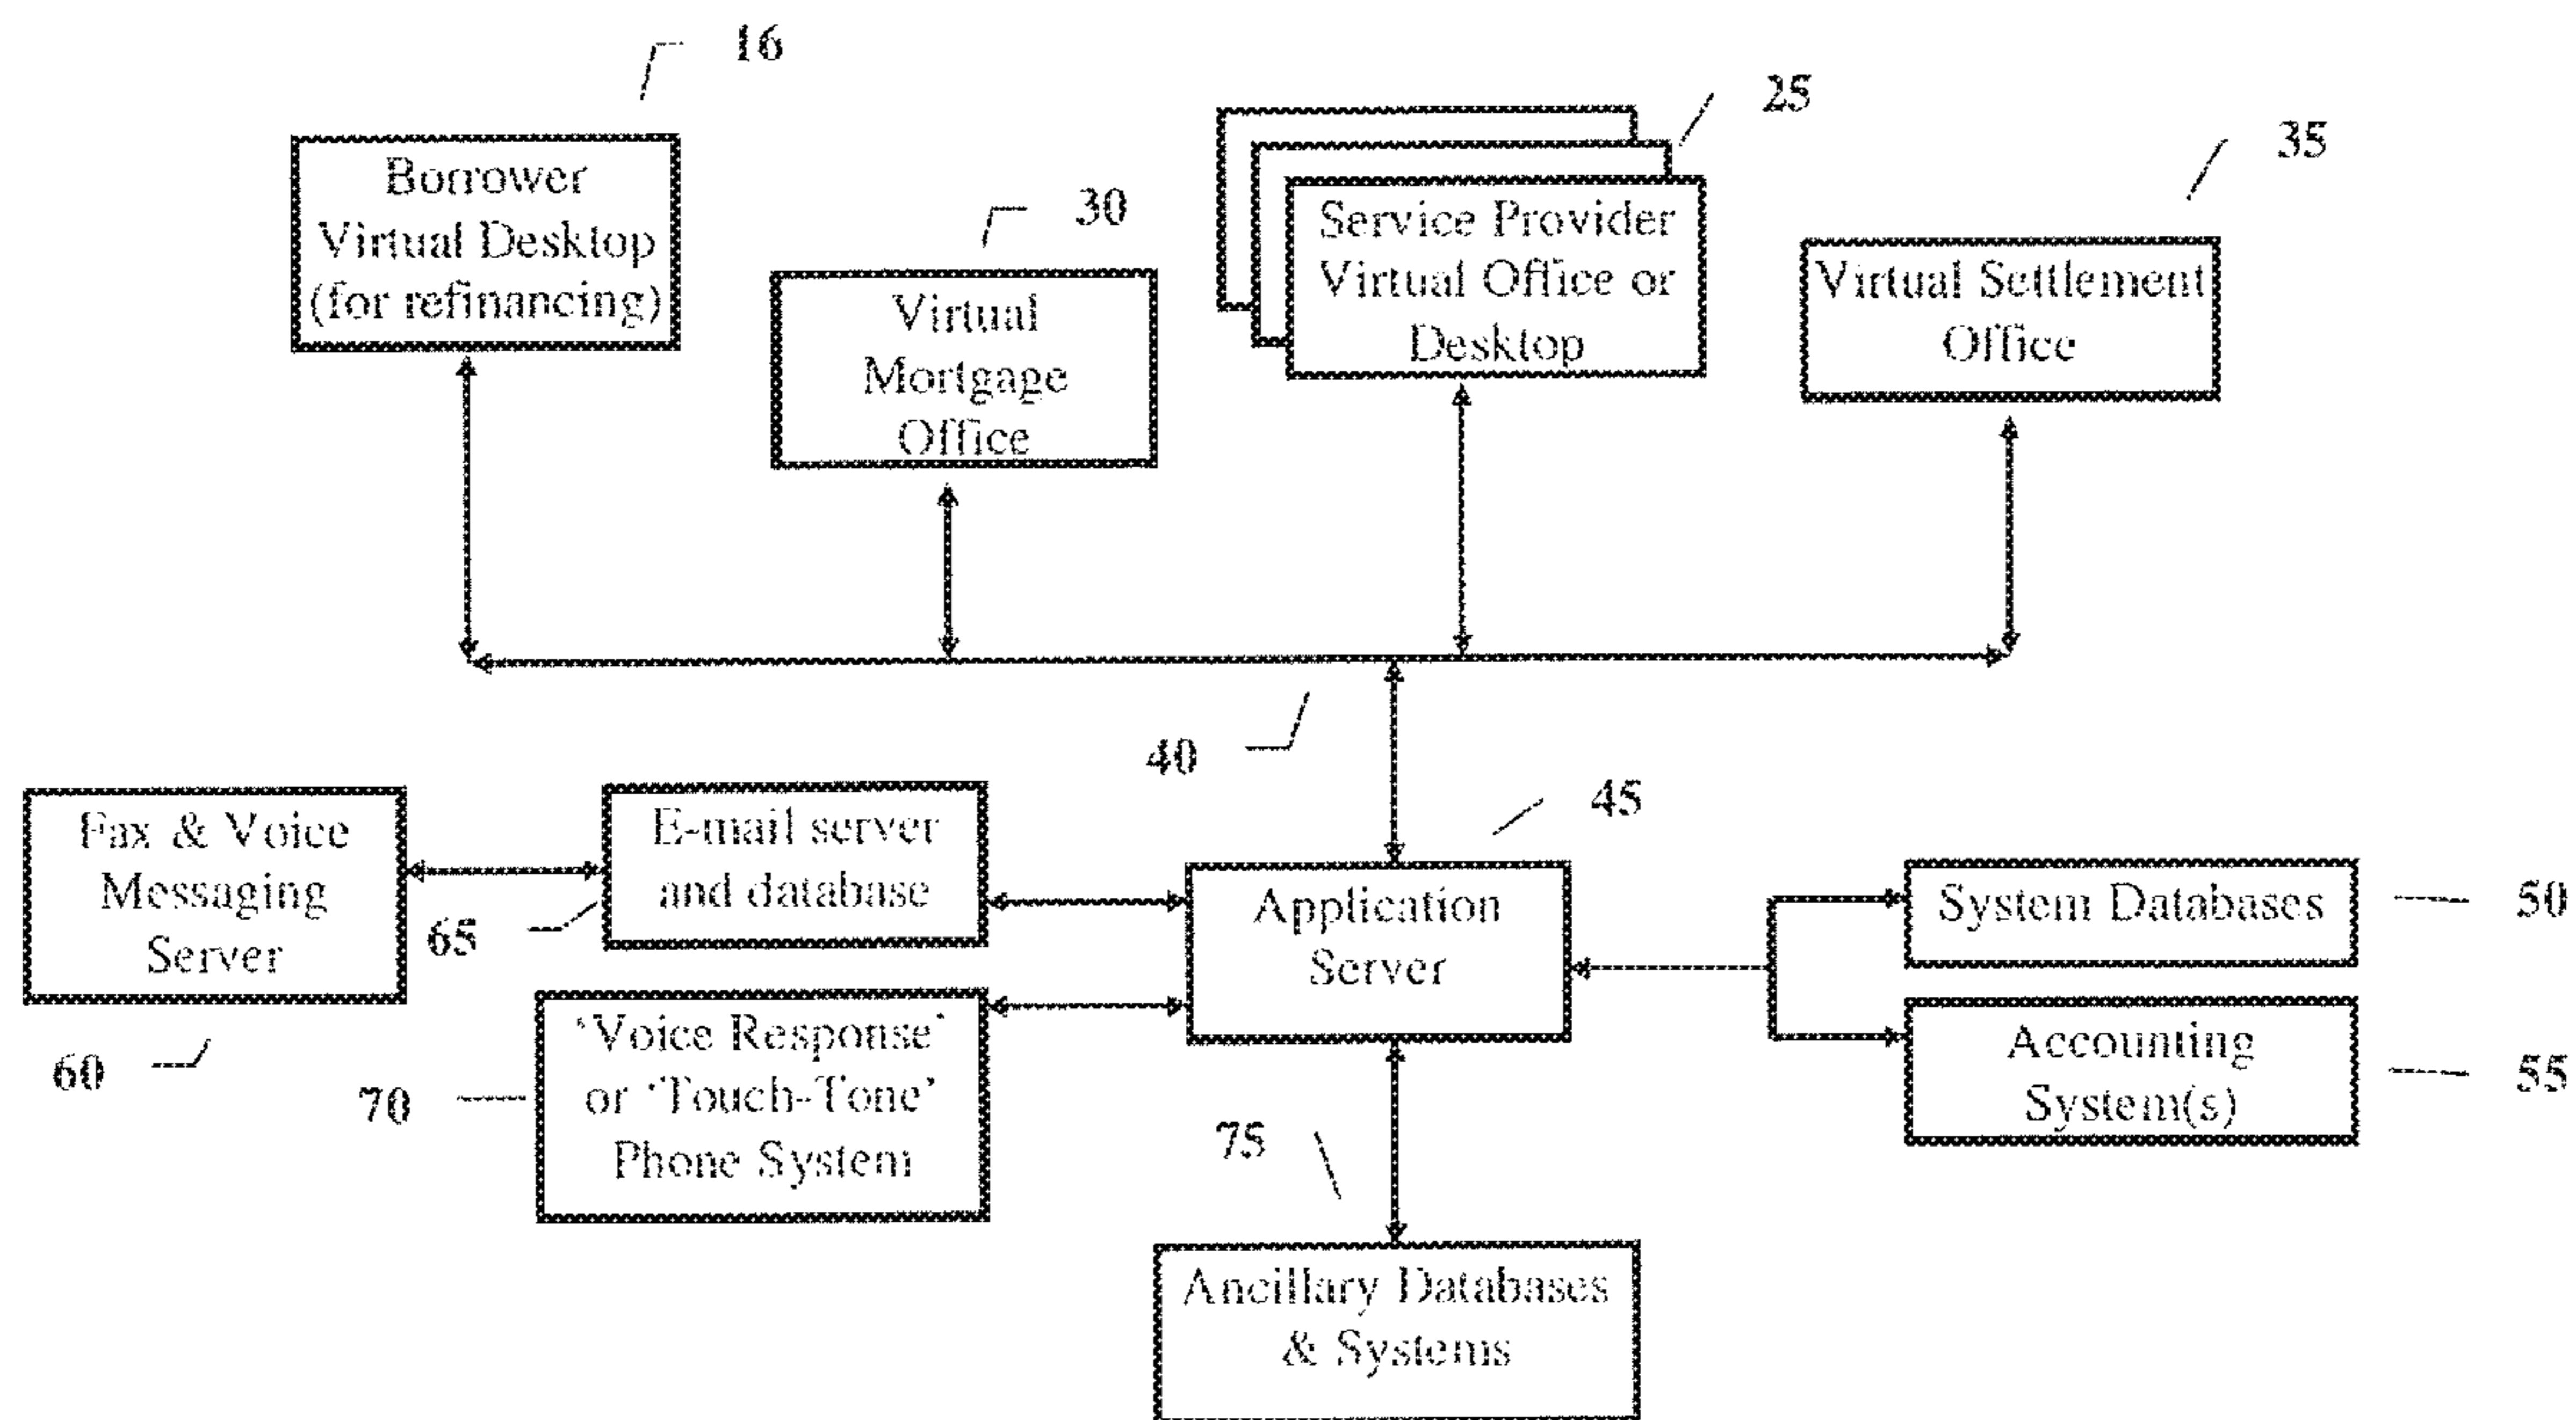 16
Borrower
Virtual Desktop
(for refinancing)
30
Virtual
Mortgage
Office
25
Service Provider
Virtual Office or
Desktop
35
Virtual Settlement
Office
40
45
Fax & Voice
Messaging
Server
60
E-mail server
and database
65
'Voice Response'
or 'Touch-Tone'
Phone System
70
Application
Server
System Databases
50
Accounting
System(s)
55
75
Ancillary Databases
& Systems